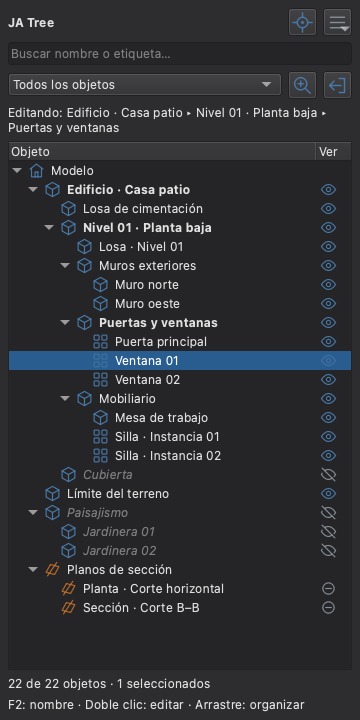 JA Tree
Buscar nombre o etiqueta...
Todos los objetos
Editando: Edificio · Casa patio ▸ Nivel 01 · Planta baja ▸
Puertas y ventanas
Objeto Ver
Modelo
Edificio · Casa patio
Losa de cimentación
Nivel 01 · Planta baja
Losa · Nivel 01
Muros exteriores
Muro norte
Muro oeste
Puertas y ventanas
Puerta principal
Ventana 01
Ventana 02
Mobiliario
Mesa de trabajo
Silla · Instancia 01
Silla · Instancia 02
Cubierta
Límite del terreno
Paisajismo
Jardinera 01
Jardinera 02
Planos de sección
Planta · Corte horizontal
Sección · Corte B–B
22 de 22 objetos · 1 seleccionados
F2: nombre · Doble clic: editar · Arrastre: organizar